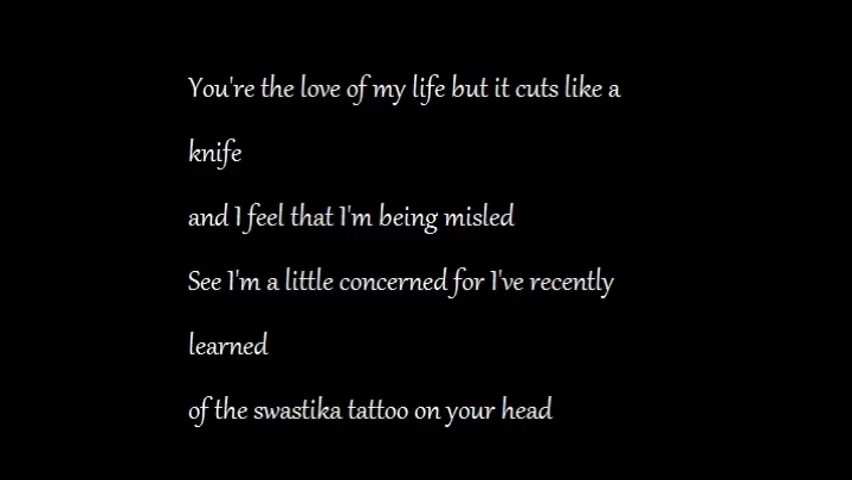 You're the love of my life but it cuts like a
knife
and I feel that I'm being misled
See I'm a little concerned for I've recently
learned
of the swastika tattoo on your head